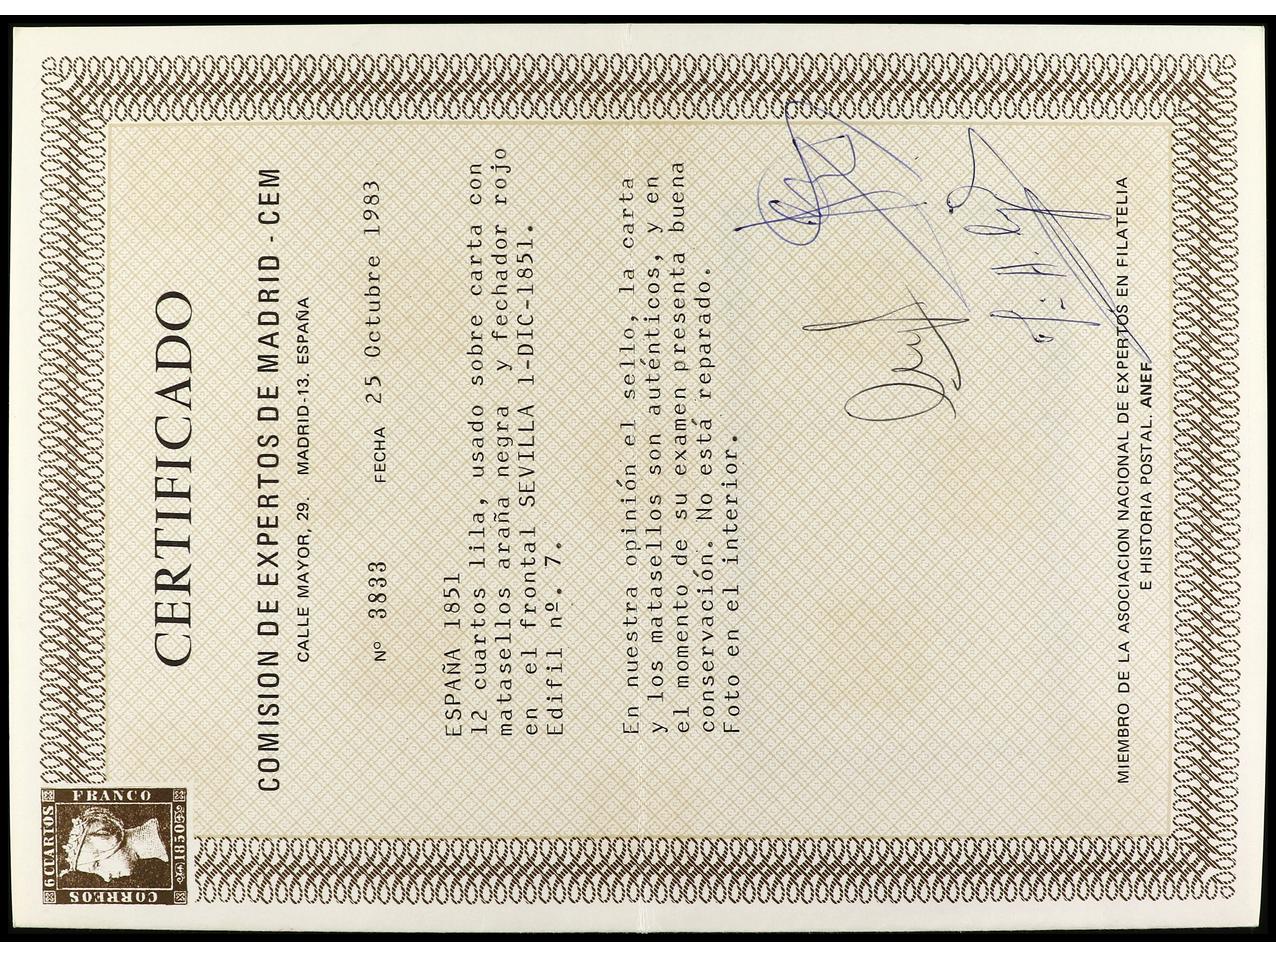 FRANCO
6 CUARTOS
CORREOS
1850
CERTIFICADO
COMISION DE EXPERTOS DE MADRID - CEM
CALLE MAYOR, 29. MADRID-13. ESPAÑA
Nº 3833 FECHA 25 Octubre 1983
ESPAÑA 1851
12 cuartos lila, usado sobre carta con
matasellos araña negra y fechador rojo
en el frontal SEVILLA 1-DIC-1851.
Edifil nº. 7.
En nuestra opinión el sello, la carta
y los matasellos son auténticos, y en
el momento de su examen presenta buena
conservación. No está reparado.
Foto en el interior.
MIEMBRO DE LA ASOCIACION NACIONAL DE EXPERTOS EN FILATELIA
E HISTORIA POSTAL. ANEF